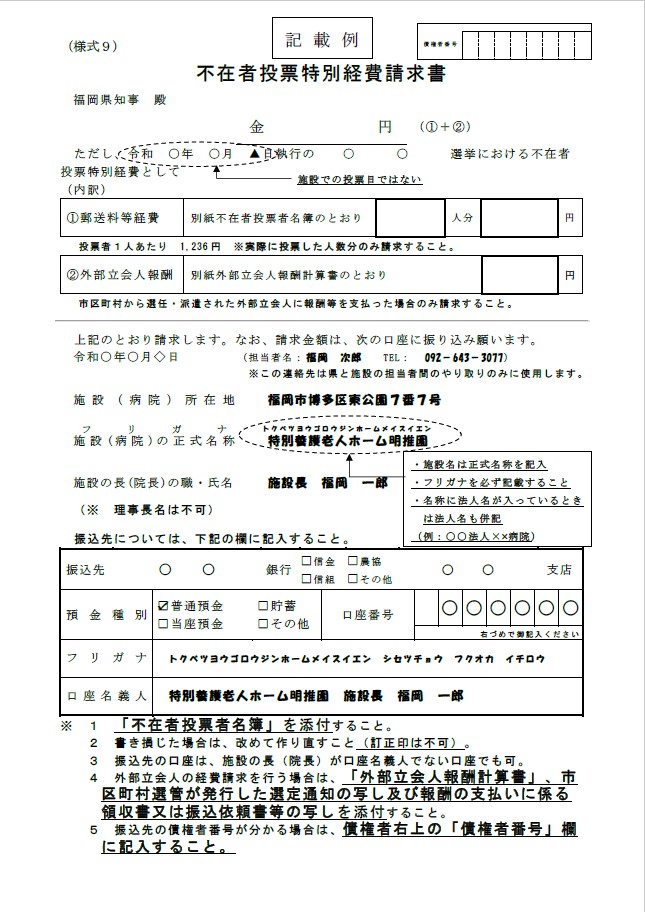 （様式９）
記載例
債権者番号
不在者投票特別経費請求書
福岡県知事　殿
金　　　　　　　　円　（①＋②）
ただし、令和　〇年　〇月　▲日執行の　〇　　〇　　選挙における不在者
投票特別経費として
施設での投票日ではない
（内訳）
①郵送料等経費　別紙不在者投票者名簿のとおり　　人分　　円
投票者１人あたり　1,236円　※実際に投票した人数分のみ請求すること。
②外部立会人報酬　別紙外部立会人報酬計算書のとおり　　円
市区町村から選任・派遣された外部立会人に報酬等を支払った場合のみ請求すること。
上記のとおり請求します。なお、請求金額は、次の口座に振り込み願います。
令和〇年〇月◇日　（担当者名：福岡　次郎　TEL：　092-643-3077）
※この連絡先は県と施設の担当者間のやり取りのみに使用します。
施設（病院）所在地　福岡市博多区東公園７番７号
フリガナ　トクベツヨウゴロウジンホームメイスイエン
施設（病院）の正式名称　特別養護老人ホーム明推園
・施設名は正式名称を記入
・フリガナを必ず記載すること
・名称に法人名が入っているとき
は法人名も併記
（例：〇〇法人××病院）
施設の長（院長）の職・氏名　施設長　福岡　一郎
（※　理事長名は不可）
振込先については、下記の欄に記入すること。
振込先　〇　〇　銀行　□信金　□農協　〇　〇　支店
□信組　□その他
預金種別　☑普通預金　□貯蓄　口座番号　〇〇〇〇〇〇
□当座預金　□その他
右づめで御記入ください
フリガナ　トクベツヨウゴロウジンホームメイスイエン　シセツチョウ　フクオカ　イチロウ
口座名義人　特別養護老人ホーム明推園　施設長　福岡　一郎
※　１　「不在者投票者名簿」を添付すること。
２　書き損じた場合は、改めて作り直すこと（訂正印は不可）。
３　振込先の口座は、施設の長（院長）が口座名義人でない口座でも可。
４　外部立会人の経費請求を行う場合は、「外部立会人報酬計算書」、市
区町村選管が発行した選定通知の写し及び報酬の支払いに係る
領収書又は振込依頼書等の写しを添付すること。
５　振込先の債権者番号が分かる場合は、債権者右上の「債権者番号」欄
に記入すること。